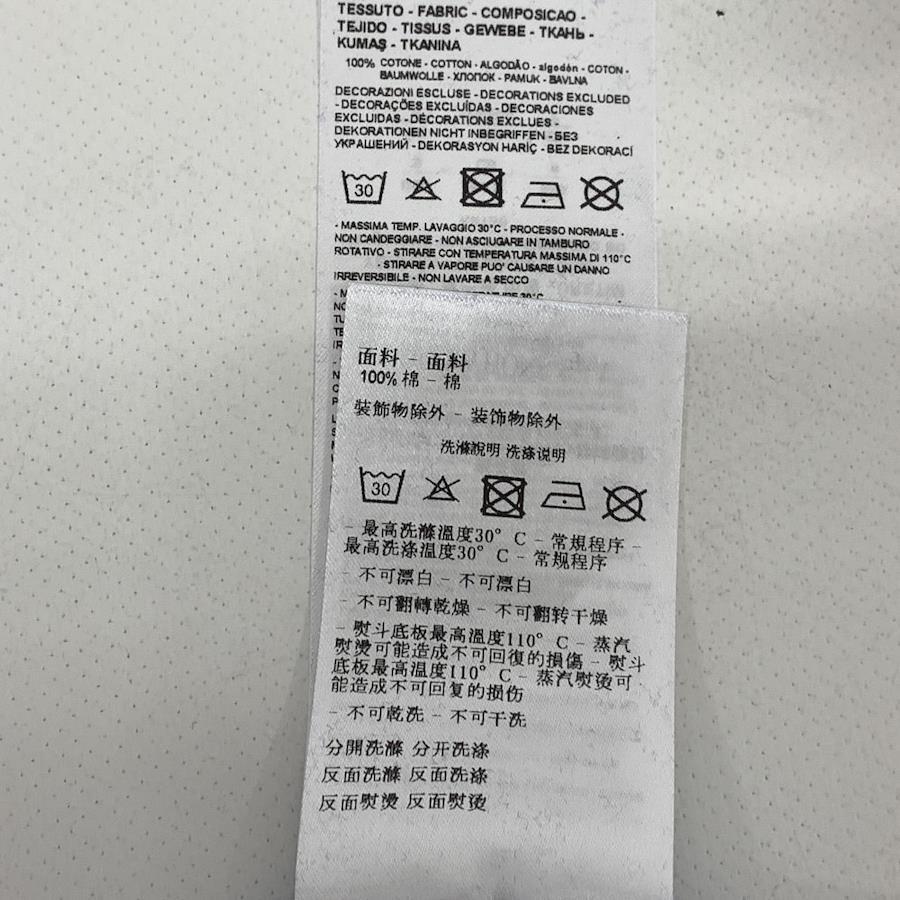 TESSUTO - FABRIC - COMPOSICAO -
TEJIDO - TISSUS - GEWEBE - ТКАНЬ -
KUMAŞ - TKANINA
100% COTONE - COTTON - ALGODÃO - algodón - COTON -
BAUMWOLLE - ХЛОПОК - PAMUK - BAVLNA
DECORAZIONI ESCLUSE - DECORATIONS EXCLUDED
- DECORAÇÕES EXCLUÍDAS - DECORACIONES
EXCLUIDAS - DÉCORATIONS EXCLUES -
DEKORATIONEN NICHT INBEGRIFFEN - БЕЗ
УКРАШЕНИЙ - DEKORASYON HARİÇ - BEZ DEKORACÍ
30
- MASSIMA TEMP. LAVAGGIO 30°C - PROCESSO NORMALE -
NON CANDEGGIARE - NON ASCIUGARE IN TAMBURO
ROTATIVO - STIRARE CON TEMPERATURA MASSIMA DI 110°C
- STIRARE A VAPORE PUO' CAUSARE UN DANNO
IRREVERSIBILE - NON LAVARE A SECCO
面料 - 面料
100% 棉 - 棉
裝飾物除外 - 装饰物除外
洗滌說明 洗涤说明
30
- 最高洗滌溫度30° C - 常規程序 -
最高洗涤温度30° C - 常规程序
- 不可漂白 - 不可漂白
- 不可翻轉乾燥 - 不可翻转干燥
- 熨斗底板最高溫度110° C - 蒸汽
熨燙可能造成不可回復的損傷 - 熨斗
底板最高温度110° C - 蒸汽熨烫可
能造成不可回复的损伤
- 不可乾洗 - 不可干洗
分開洗滌 分开洗涤
反面洗滌 反面洗涤
反面熨燙 反面熨烫